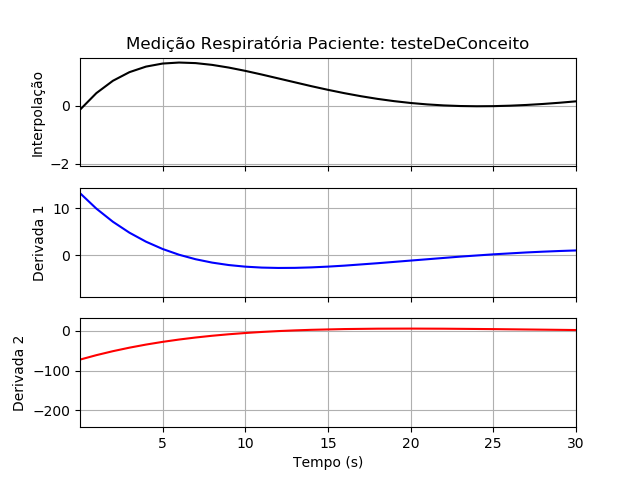 Medição Respiratória Paciente: testeDeConceito
Interpolação
0
−2
Derivada 1
10
0
Derivada 2
0
−100
−200
5
10
15
20
25
30
Tempo (s)